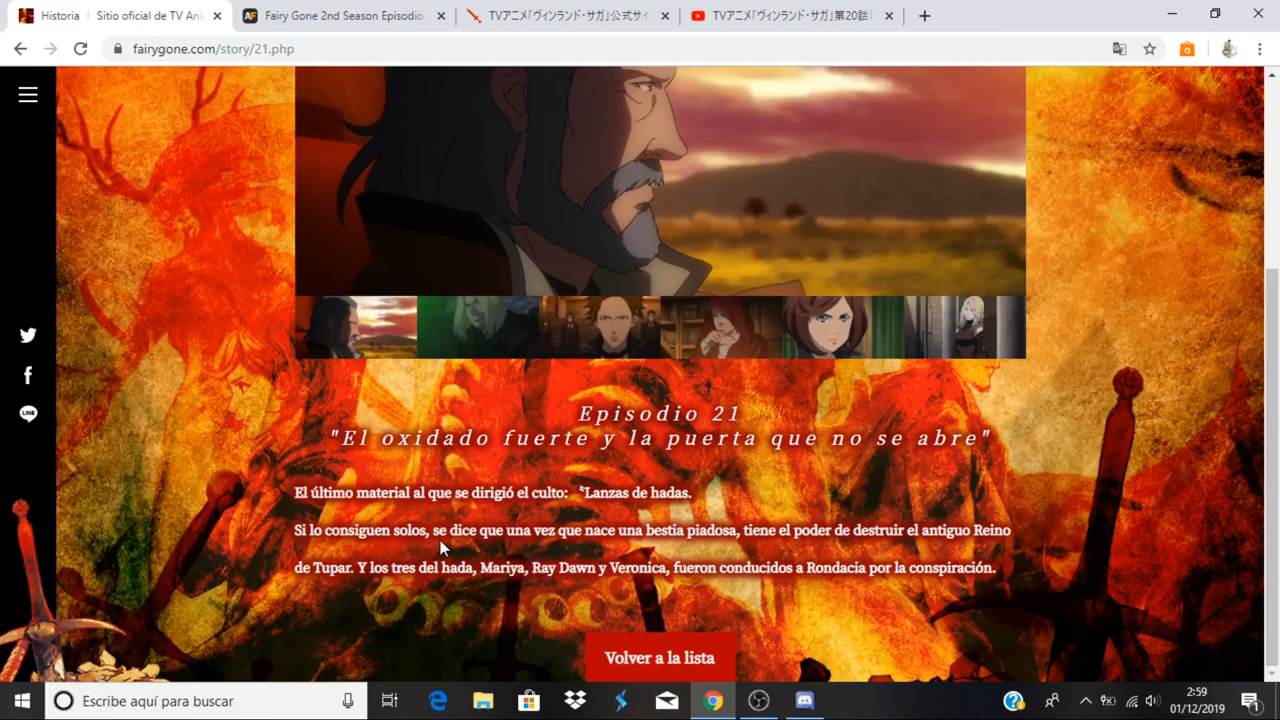 Historia | Sitio oficial de TV Ani
Fairy Gone 2nd Season Episodio
TVアニメ「ヴィンランド・サガ」公式サイ
TVアニメ「ヴィンランド・サガ」第20話「
fairygone.com/story/21.php
LINE
Episodio 21
"El oxidado fuerte y la puerta que no se abre"
El último material al que se dirigió el culto: 〝Lanzas de hadas.
Si lo consiguen solos, se dice que una vez que nace una bestia piadosa, tiene el poder de destruir el antiguo Reino
de Tupar. Y los tres del hada, Mariya, Ray Dawn y Veronica, fueron conducidos a Rondacia por la conspiración.
Volver a la lista
Escribe aquí para buscar
2:59
01/12/2019